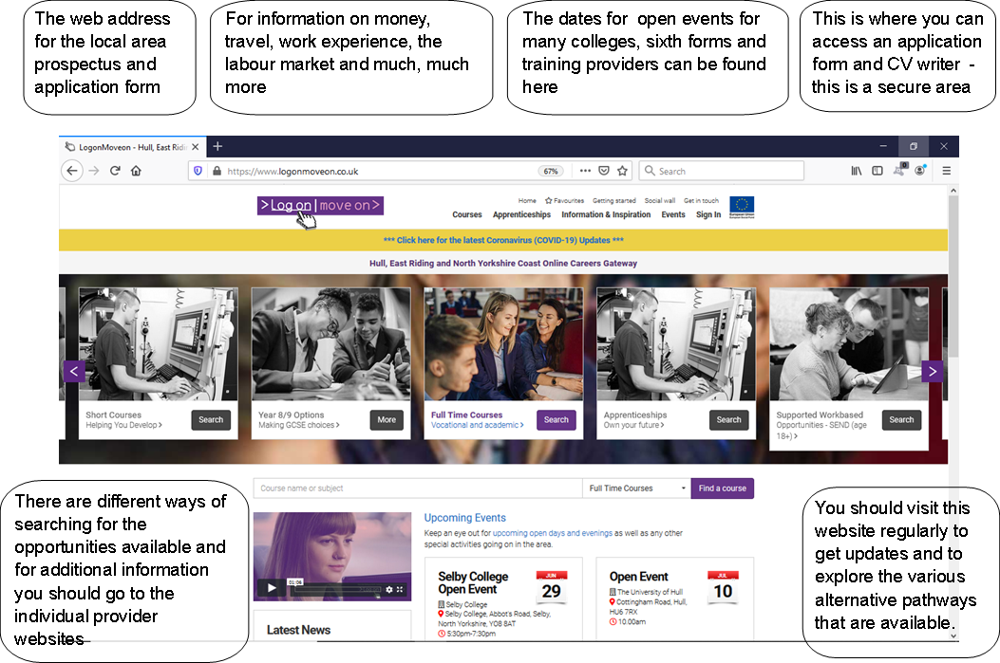 The web address
for the local area
prospectus and
application form
For information on money,
travel, work experience, the
labour market and much, much
more
The dates for open events for
many colleges, sixth forms and
training providers can be found
here
This is where you can
access an application
form and CV writer -
this is a secure area
LogonMoveon - Hull, East Ridi
https://www.logonmoveon.co.uk
67%
Search
0
>Log on|move on>
Home Favourites Getting started Social wall Get in touch
Courses Apprenticeships Information & Inspiration Events Sign In
European Union
*** Click here for the latest Coronavirus (COVID-19) Updates ***
Hull, East Riding and North Yorkshire Coast Online Careers Gateway
Short Courses
Helping You Develop >
Search
Year 8/9 Options
Making GCSE choices >
More
Full Time Courses
Vocational and academic >
Search
Apprenticeships
Own your future >
Search
Supported Workbased
Opportunities - SEND (age
18+) >
Search
Course name or subject
Full Time Courses
Find a course
There are different ways of
searching for the
opportunities available and
for additional information
you should go to the
individual provider
websites
01:06
Latest News
Upcoming Events
Keep an eye out for upcoming open days and evenings as well as any other
special activities going on in the area.
Selby College
Open Event
JUN
29
Selby College
Selby College, Abbot's Road, Selby,
North Yorkshire, YO8 8AT
5:30pm-7:30pm
Open Event
JUL
10
The University of Hull
Cottingham Road, Hull,
HU6 7RX
10.00am
You should visit this
website regularly to
get updates and to
explore the various
alternative pathways
that are available.